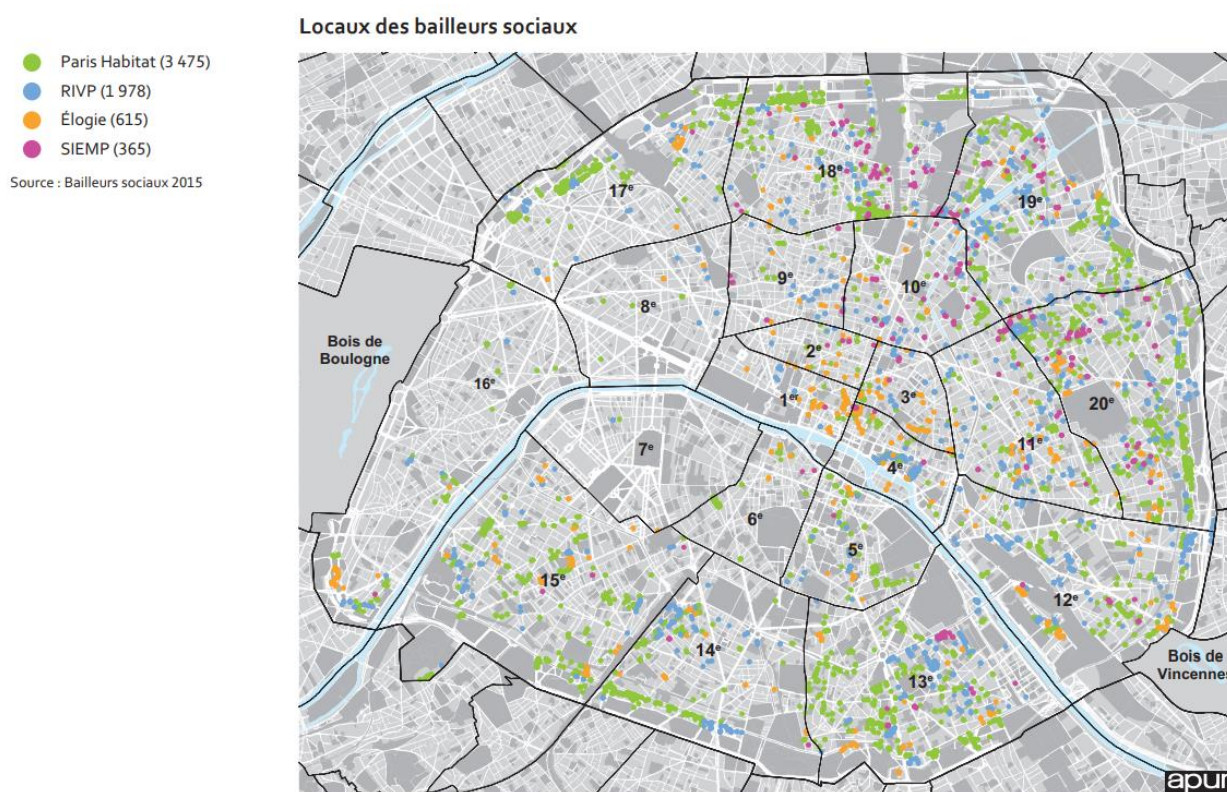 Locaux des bailleurs sociaux
Paris Habitat (3 475)
RIVP (1 978)
Élogie (615)
SIEMP (365)
Source : Bailleurs sociaux 2015
18e
17e
19e
9e
10e
8e
Bois de
Boulogne
2e
16e
1er
3e
20e
11e
7e
4e
6e
5e
15e
12e
14e
13e
Bois de
Vincennes
apur